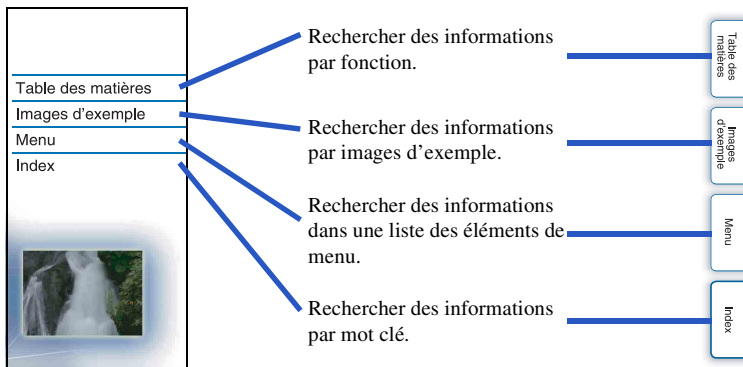 Table des matières
Images d'exemple
Menu
Index
Rechercher des informations
par fonction.
Rechercher des informations
par images d'exemple.
Rechercher des informations
dans une liste des éléments de
menu.
Rechercher des informations
par mot clé.
Table des
matières
Images
d'exemple
Menu
Index